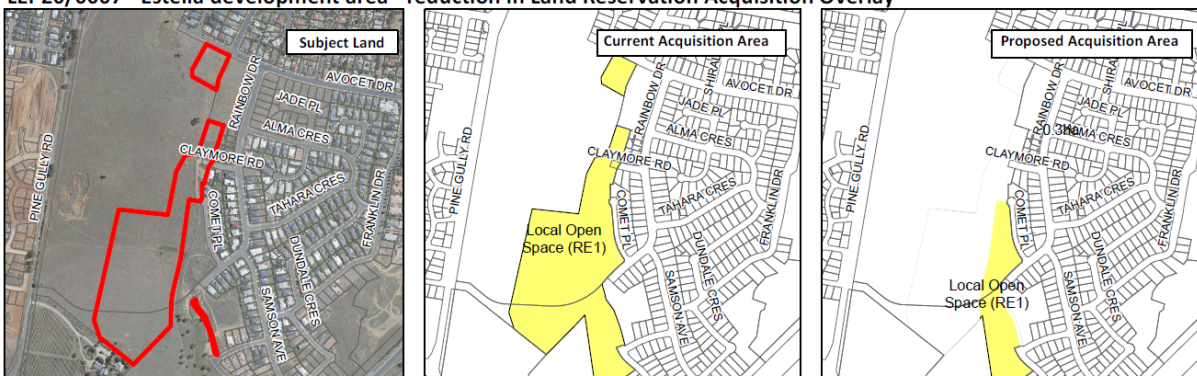 LEP20/0007 - Estella development area - reduction in Land Reservation Acquisition Overlay
Subject Land
AVOCET DR
RAINBOW DR
JADE PL
ALMA CRES
PINE GULLY RD
CLAYMORE RD
COMET PL
TAHARA CRES
FRANKLIN DR
DUNDALE CRES
SAMSON AVE
Current Acquisition Area
SHIRAL
AVOCET DR
RAINBOW DR
JADE PL
ALMA CRES
PINE GULLY RD
CLAYMORE RD
COMET PL
TAHARA CRES
FRANKLIN DR
Local Open
Space (RE1)
DUNDALE CRES
SAMSON AVE
Proposed Acquisition Area
SHIRAL
AVOCET DR
RAINBOW DR
JADE PL
0.3ha
ALMA CRES
PINE GULLY RD
CLAYMORE RD
COMET PL
TAHARA CRES
FRANKLIN DR
Local Open
Space (RE1)
DUNDALE CRES
SAMSON AVE